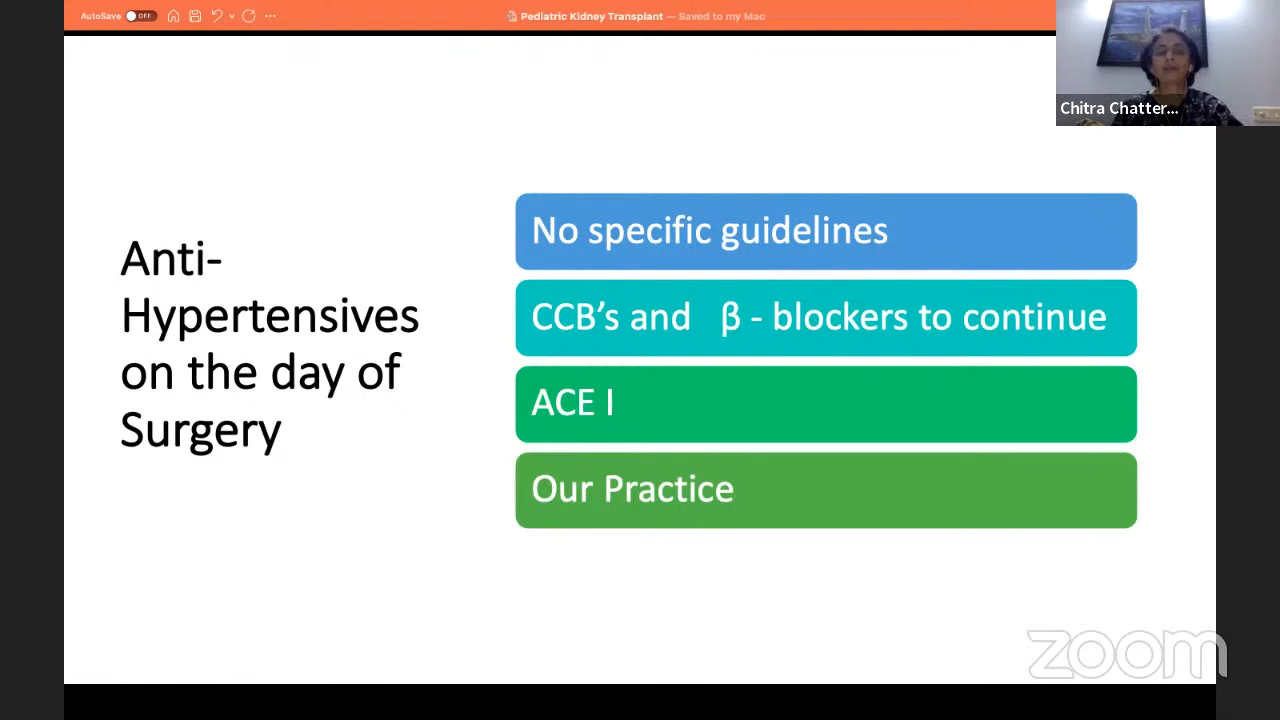 AutoSave OFF
Pediatric Kidney Transplant — Saved to my Mac
Chitra Chatter...
Anti-
Hypertensives
on the day of
Surgery
No specific guidelines
CCB’s and β - blockers to continue
ACE I
Our Practice
zoom